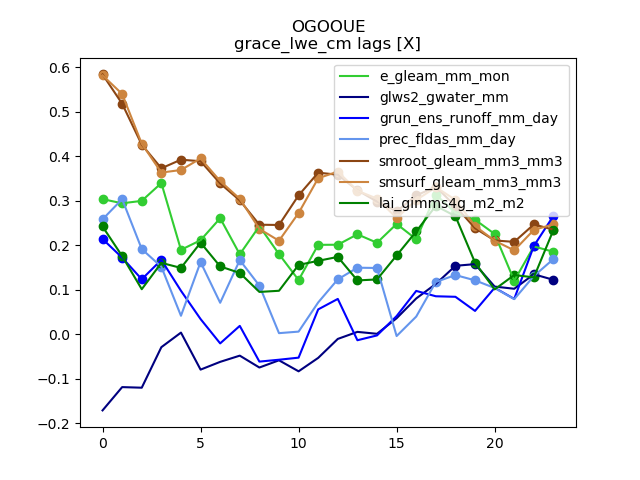 OGOOUE
grace_lwe_cm lags [X]
0.6
0.5
0.4
0.3
0.2
0.1
0.0
−0.1
−0.2
0
5
10
15
20
e_gleam_mm_mon
glws2_gwater_mm
grun_ens_runoff_mm_day
prec_fldas_mm_day
smroot_gleam_mm3_mm3
smsurf_gleam_mm3_mm3
lai_gimms4g_m2_m2